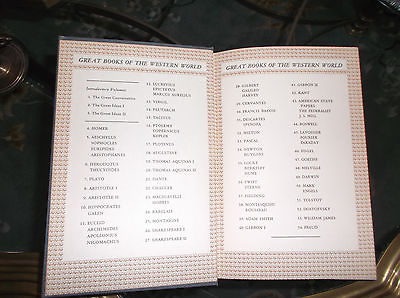 GREAT BOOKS OF THE WESTERN WORLD
Introductory Volumes:
1. The Great Conversation
2. The Great Ideas I
3. The Great Ideas II
4. HOMER
5. AESCHYLUS
SOPHOCLES
EURIPIDES
ARISTOPHANES
6. HERODOTUS
THUCYDIDES
7. PLATO
8. ARISTOTLE I
9. ARISTOTLE II
10. HIPPOCRATES
GALEN
11. EUCLID
ARCHIMEDES
APOLLONIUS
NICOMACHUS
12. LUCRETIUS
EPICTETUS
MARCUS AURELIUS
13. VIRGIL
14. PLUTARCH
15. TACITUS
16. PTOLEMY
COPERNICUS
KEPLER
17. PLOTINUS
18. AUGUSTINE
19. THOMAS AQUINAS I
20. THOMAS AQUINAS II
21. DANTE
22. CHAUCER
23. MACHIAVELLI
HOBBES
24. RABELAIS
25. MONTAIGNE
26. SHAKESPEARE I
27. SHAKESPEARE II
GREAT BOOKS OF THE WESTERN WORLD
28. GILBERT
GALILEO
HARVEY
29. CERVANTES
30. FRANCIS BACON
31. DESCARTES
SPINOZA
32. MILTON
33. PASCAL
34. NEWTON
HUYGENS
35. LOCKE
BERKELEY
HUME
36. SWIFT
STERNE
37. FIELDING
38. MONTESQUIEU
ROUSSEAU
39. ADAM SMITH
40. GIBBON I
41. GIBBON II
42. KANT
43. AMERICAN STATE
PAPERS
THE FEDERALIST
J. S. MILL
44. BOSWELL
45. LAVOISIER
FOURIER
FARADAY
46. HEGEL
47. GOETHE
48. MELVILLE
49. DARWIN
50. MARX
ENGELS
51. TOLSTOY
52. DOSTOEVSKY
53. WILLIAM JAMES
54. FREUD